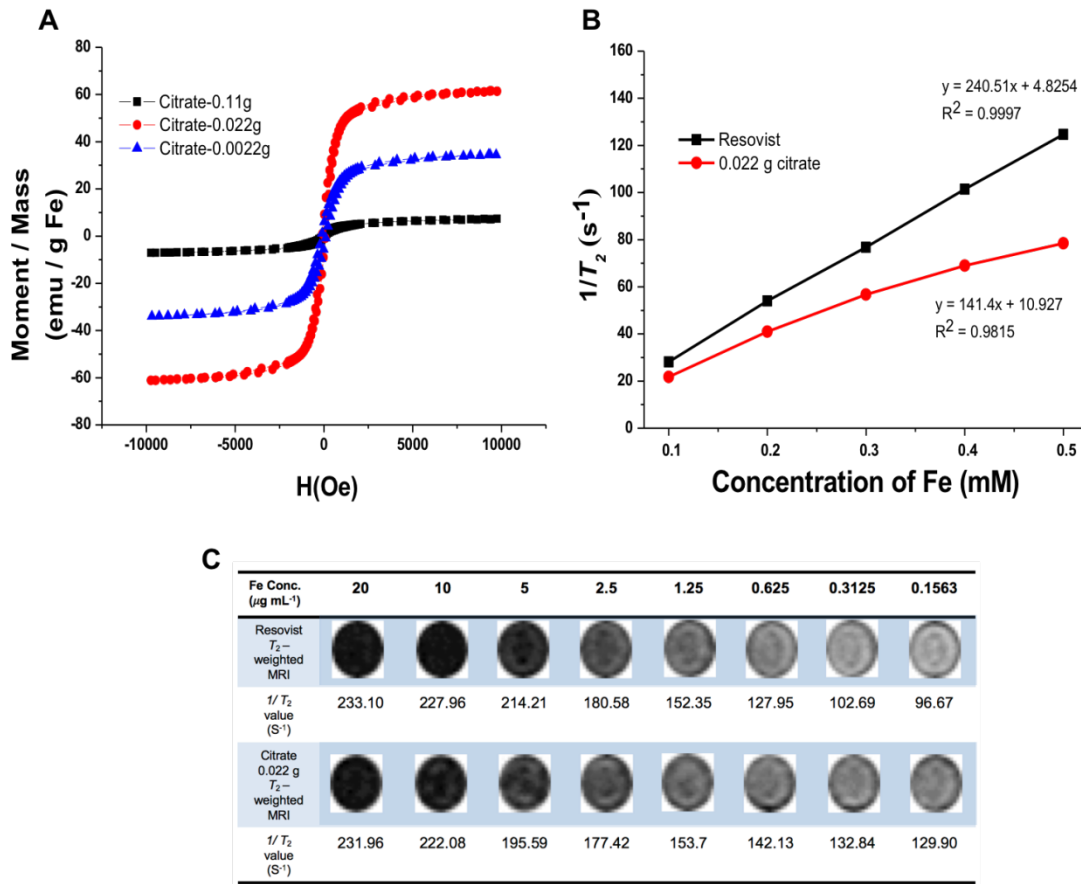 A
Moment / Mass
(emu / g Fe)
80
60
40
20
0
-20
-40
-60
-80
Citrate-0.11g
Citrate-0.022g
Citrate-0.0022g
-10000 -5000 0 5000 10000
H(Oe)
B
1/T2 (s-1)
160
140
120
100
80
60
40
20
0
Resovist
0.022 g citrate
y = 240.51x + 4.8254
R2 = 0.9997
y = 141.4x + 10.927
R2 = 0.9815
0.1 0.2 0.3 0.4 0.5
Concentration of Fe (mM)
C
Fe Conc.
(µg mL-1)
20 10 5 2.5 1.25 0.625 0.3125 0.1563
Resovist
T2 –
weighted
MRI
1/ T2
value
(S-1)
233.10 227.96 214.21 180.58 152.35 127.95 102.69 96.67
Citrate
0.022 g
T2 –
weighted
MRI
1/ T2
value
(S-1)
231.96 222.08 195.59 177.42 153.7 142.13 132.84 129.90